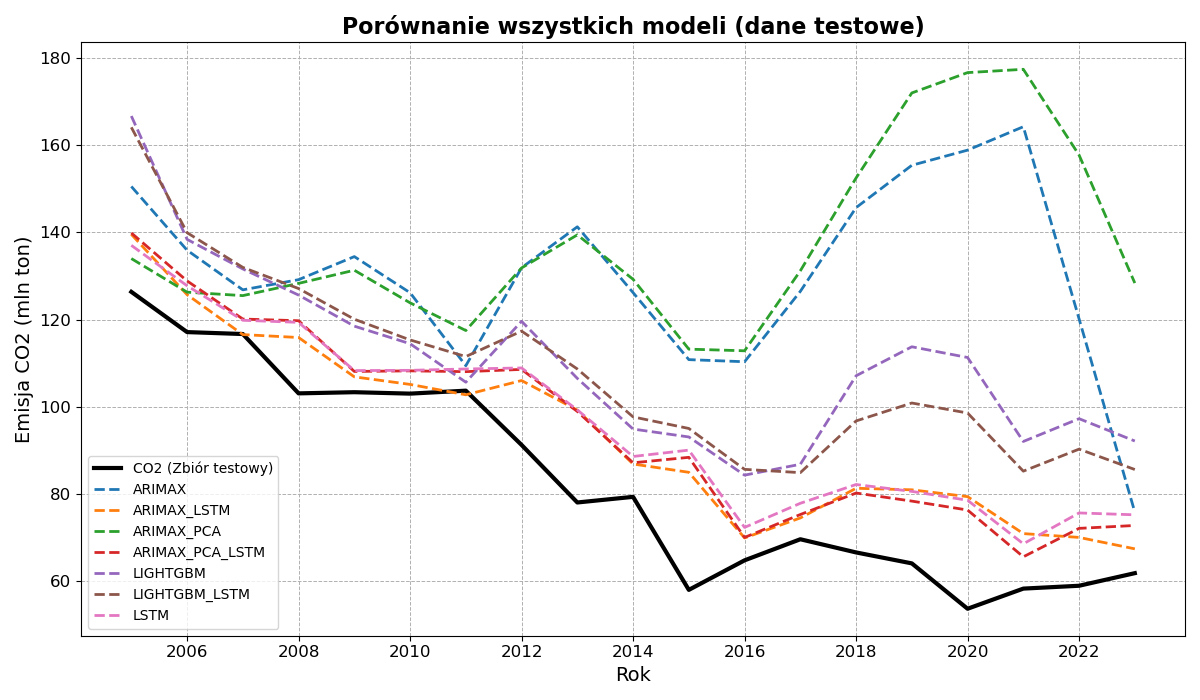 Porównanie wszystkich modeli (dane testowe)
Emisja CO2 (mln ton)
180
160
140
120
100
80
60
CO2 (Zbiór testowy)
ARIMAX
ARIMAX_LSTM
ARIMAX_PCA
ARIMAX_PCA_LSTM
LIGHTGBM
LIGHTGBM_LSTM
LSTM
2006 2008 2010 2012 2014 2016 2018 2020 2022
Rok